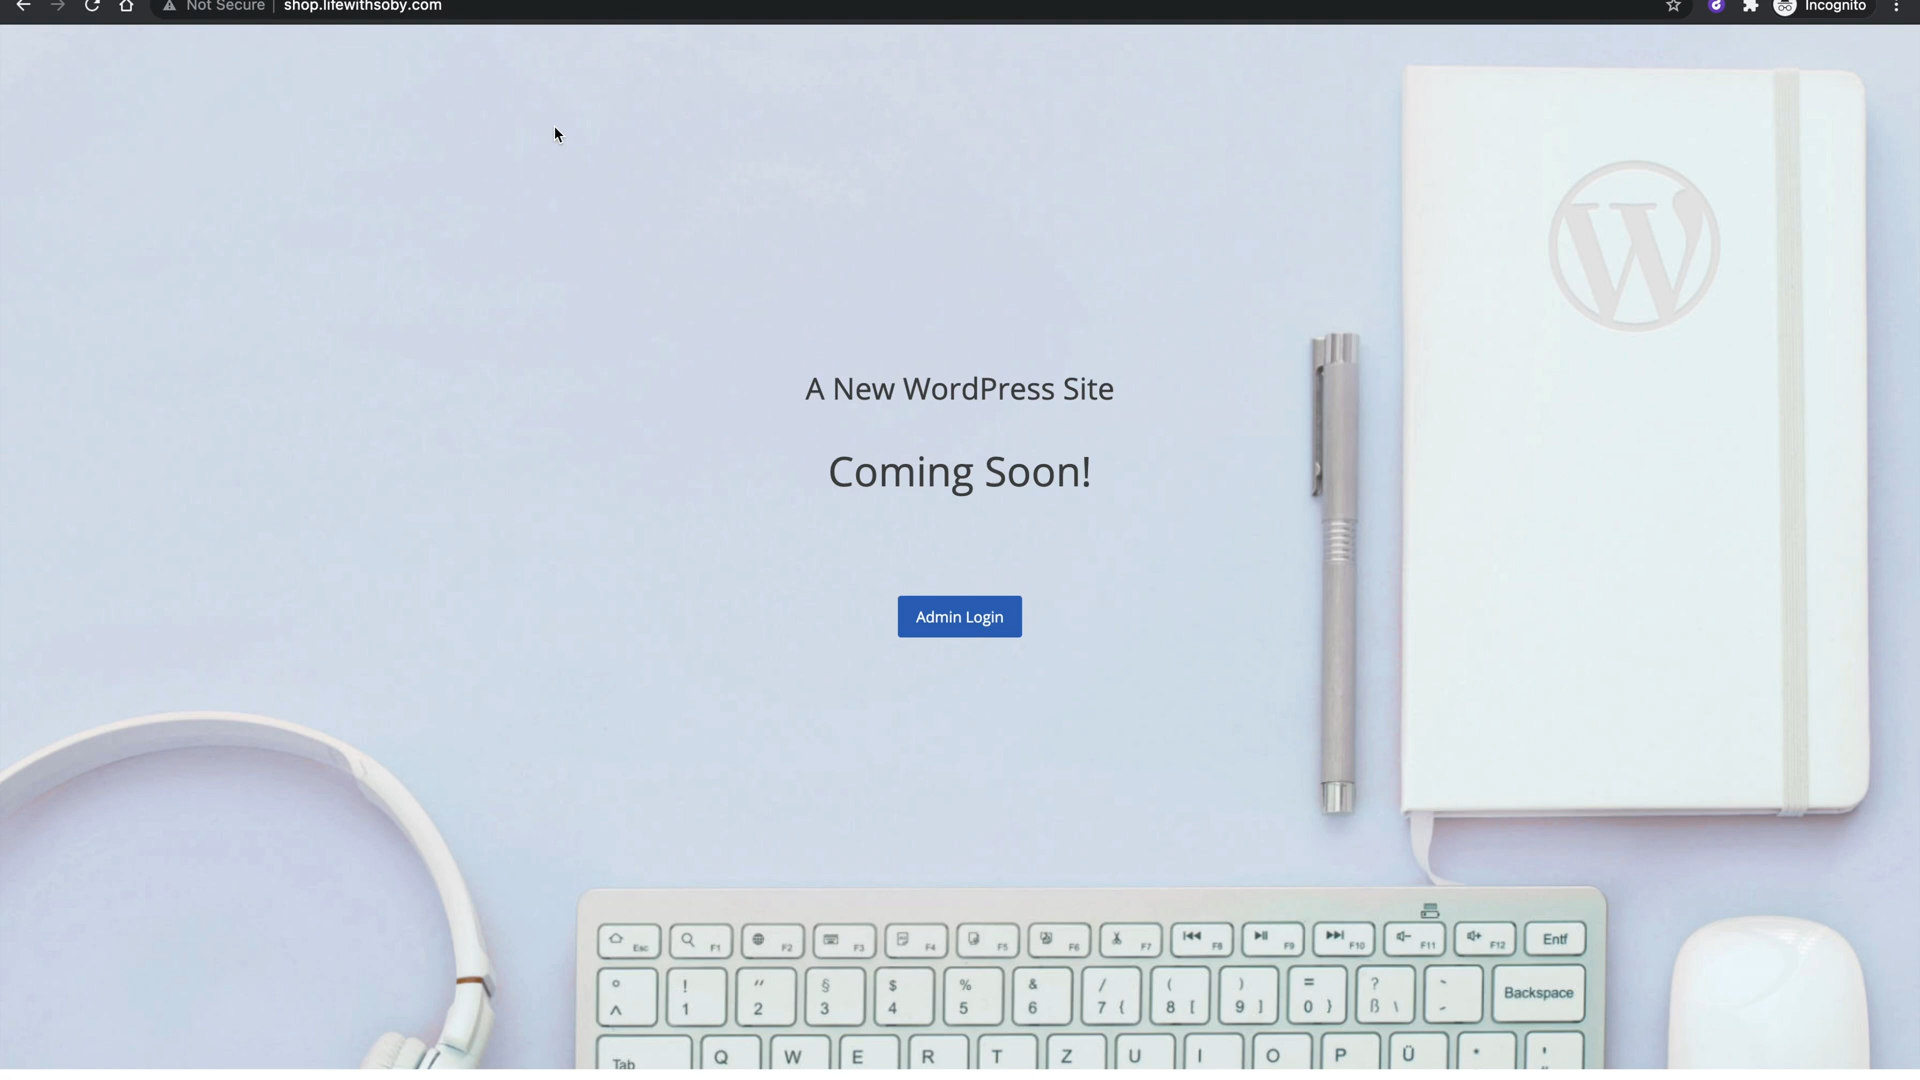 Not Secure shop.lifewithsoby.com Incognito
W
A New WordPress Site
Coming Soon!
Admin Login
Esc F1 F2 F3 F4 F5 F6 F7 F8 F9 F10 F11 F12 Entf
° ! " § $ % & / ( ) = ? ` Backspace
^ 1 2 3 4 5 6 7 { 8 [ 9 ] 0 } ß \ -
Tab Q W E R T Z U I O P Ü *